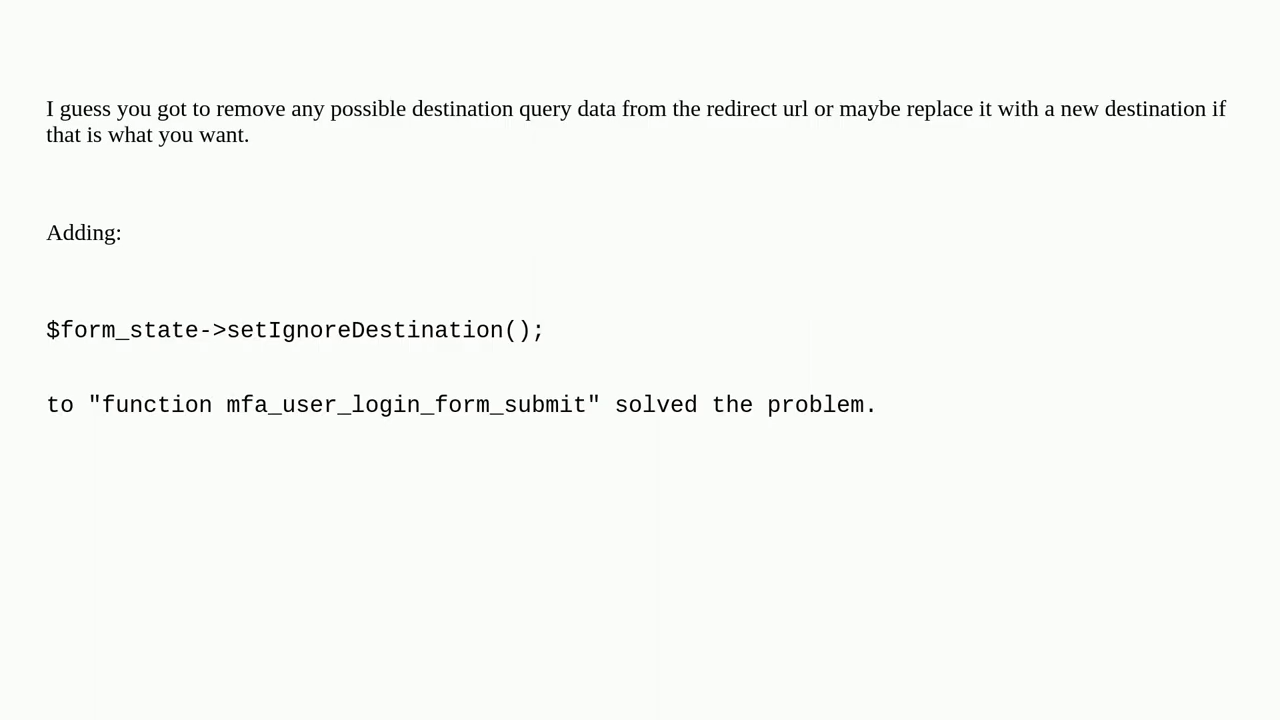 I guess you got to remove any possible destination query data from the redirect url or maybe replace it with a new destination if
that is what you want.
Adding:
$form_state->setIgnoreDestination();
to "function mfa_user_login_form_submit" solved the problem.